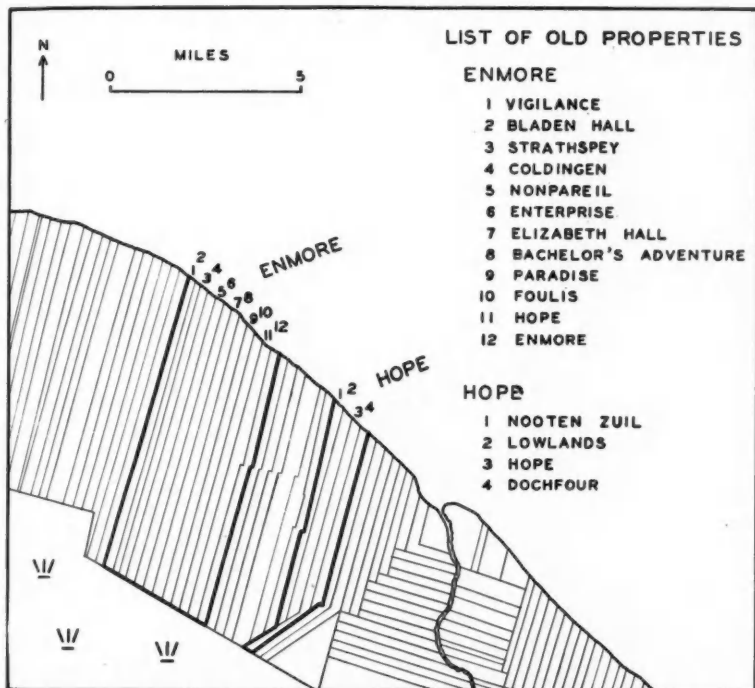 LIST OF OLD PROPERTIES
N
MILES
0 5
ENMORE
1 VIGILANCE
2 BLADEN HALL
3 STRATHSPEY
4 COLDINGEN
5 NONPAREIL
6 ENTERPRISE
7 ELIZABETH HALL
8 BACHELOR'S ADVENTURE
9 PARADISE
10 FOULIS
11 HOPE
12 ENMORE
HOPE
1 NOOTEN ZUIL
2 LOWLANDS
3 HOPE
4 DOCHFOUR
ENMORE
1 2
3 4
5 6
7 8
9 10
11 12
HOPE
1 2
3 4